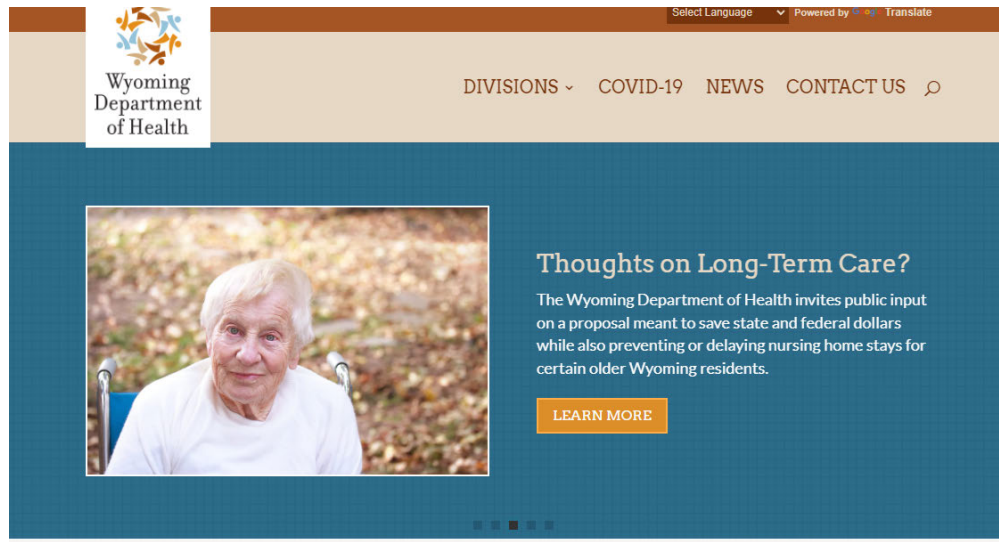 Select Language
Powered by Google Translate
Wyoming
Department
of Health
DIVISIONS
COVID-19
NEWS
CONTACT US
Thoughts on Long-Term Care?
The Wyoming Department of Health invites public input
on a proposal meant to save state and federal dollars
while also preventing or delaying nursing home stays for
certain older Wyoming residents.
LEARN MORE